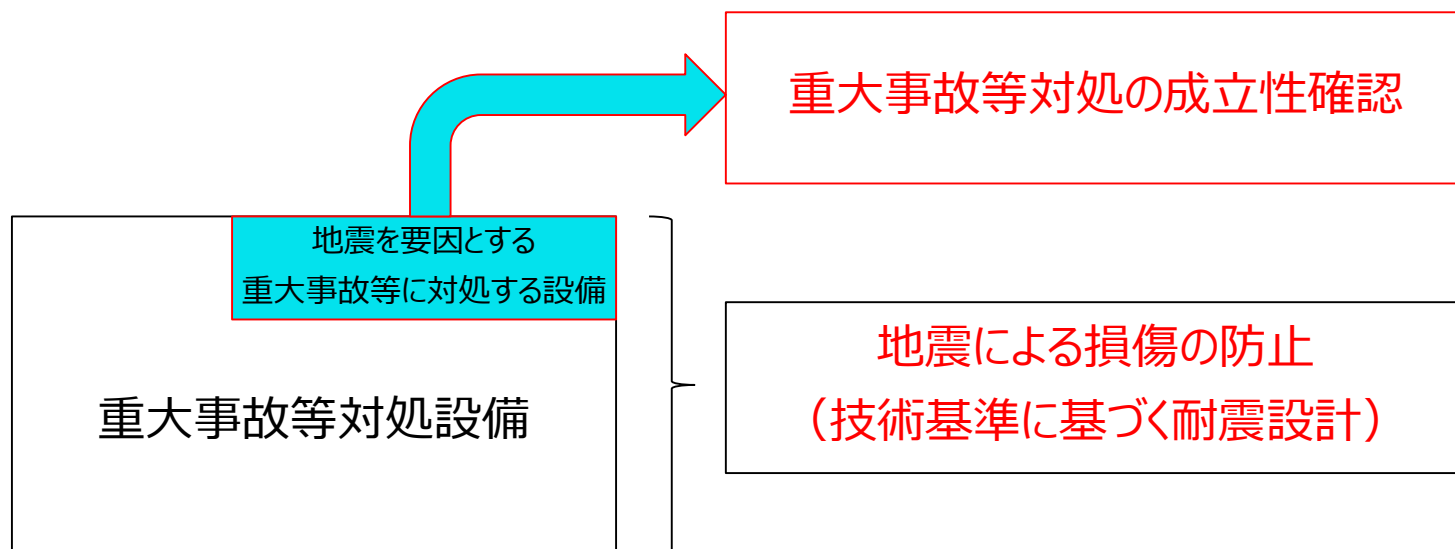 重大事故等対処の成立性確認
地震を要因とする
重大事故等に対処する設備
重大事故等対処設備
地震による損傷の防止
（技術基準に基づく耐震設計）